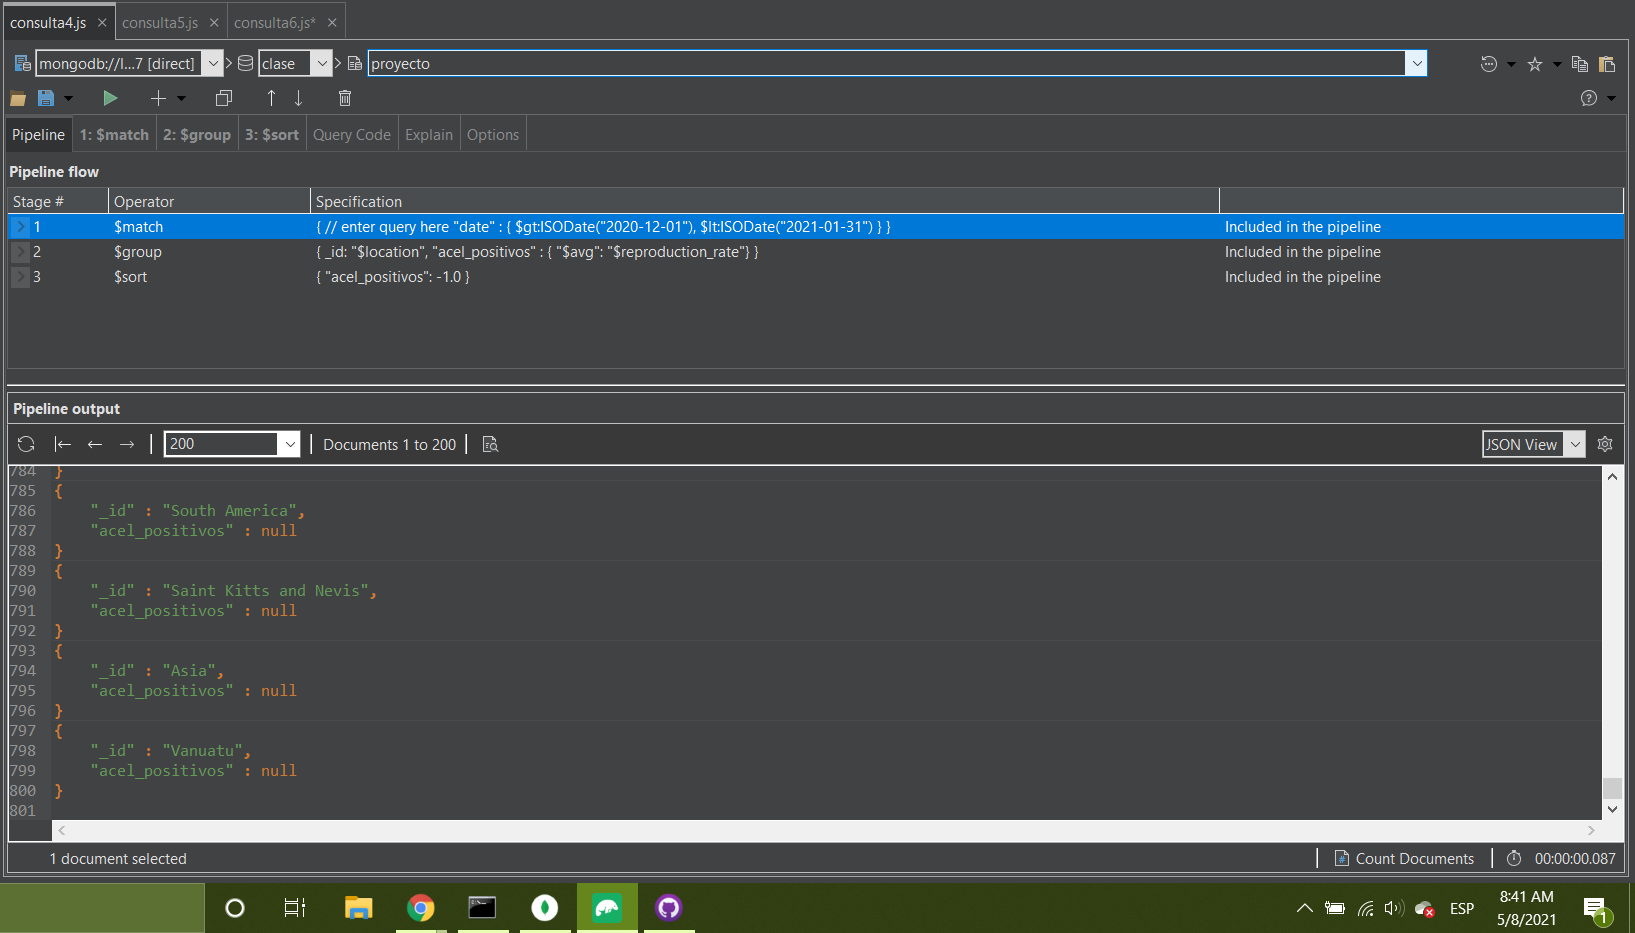 consulta4.js × consulta5.js × consulta6.js* ×
mongodb://l...7 [direct] clase proyecto
Pipeline 1: $match 2: $group 3: $sort Query Code Explain Options
Pipeline flow
Stage # Operator Specification
1 $match { // enter query here "date" : { $gt:ISODate("2020-12-01"), $lt:ISODate("2021-01-31") } } Included in the pipeline
2 $group { _id: "$location", "acel_positivos" : { "$avg": "$reproduction_rate"} } Included in the pipeline
3 $sort { "acel_positivos": -1.0 } Included in the pipeline
Pipeline output
200 Documents 1 to 200 JSON View
784 }
785 {
786 "_id" : "South America",
787 "acel_positivos" : null
788 }
789 {
790 "_id" : "Saint Kitts and Nevis",
791 "acel_positivos" : null
792 }
793 {
794 "_id" : "Asia",
795 "acel_positivos" : null
796 }
797 {
798 "_id" : "Vanuatu",
799 "acel_positivos" : null
800 }
801
1 document selected Count Documents 00:00:00.087
ESP 8:41 AM
5/8/2021
1